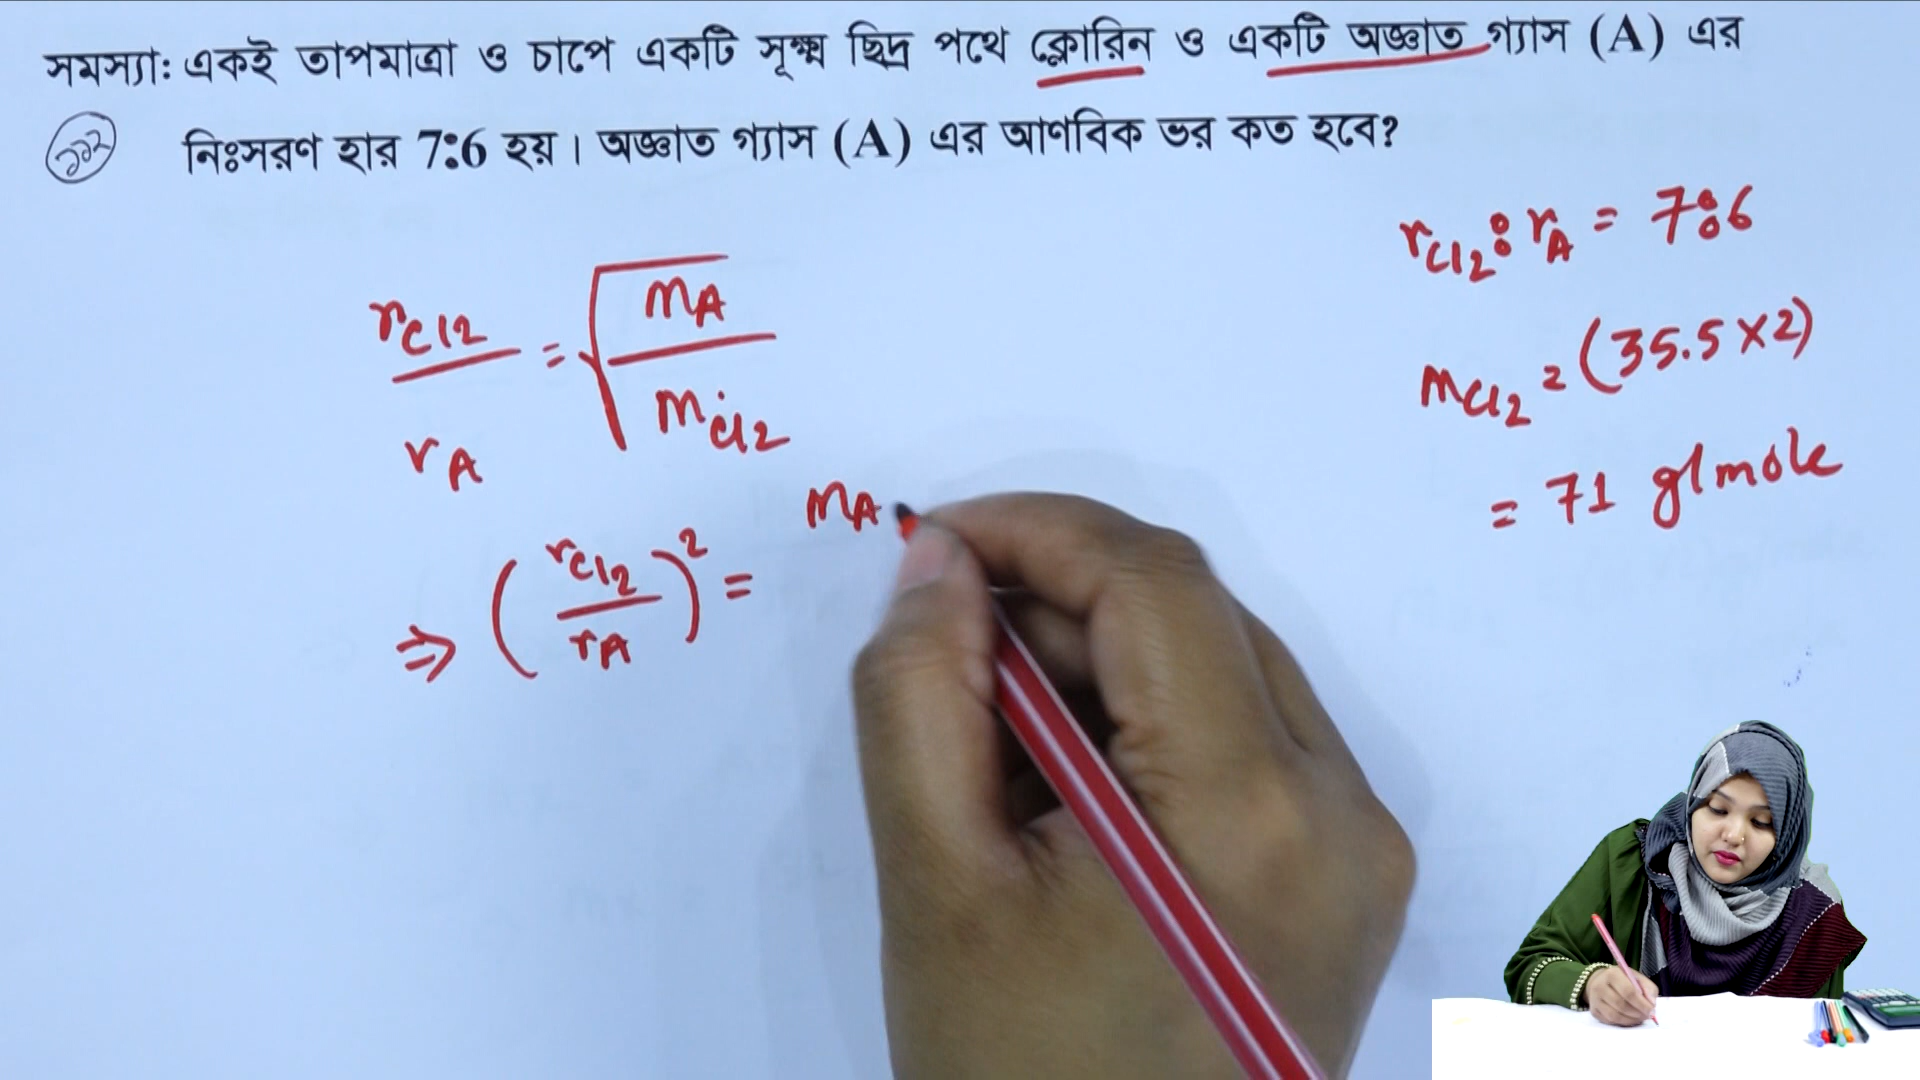 সমস্যা: একই তাপমাত্রা ও চাপে একটি সূক্ষ্ম ছিদ্র পথে ক্লোরিন ও একটি অজ্ঞাত গ্যাস (A) এর
২১২ নিঃসরণ হার 7:6 হয়। অজ্ঞাত গ্যাস (A) এর আণবিক ভর কত হবে?
r_Cl2 : r_A = 7:6
r_Cl2 / r_A = √(M_A / M_Cl2)
M_Cl2 = (35.5×2)
= 71 g/mole
⇒ (r_Cl2 / r_A)² = M_A